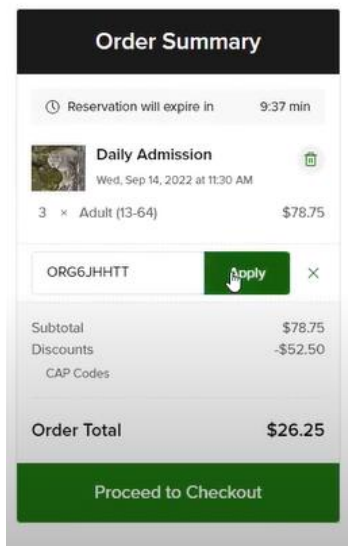 Order Summary
Reservation will expire in 9:37 min
Daily Admission
Wed, Sep 14, 2022 at 11:30 AM
3 × Adult (13-64) $78.75
ORG6JHHTT Apply ×
Subtotal $78.75
Discounts -$52.50
CAP Codes
Order Total $26.25
Proceed to Checkout